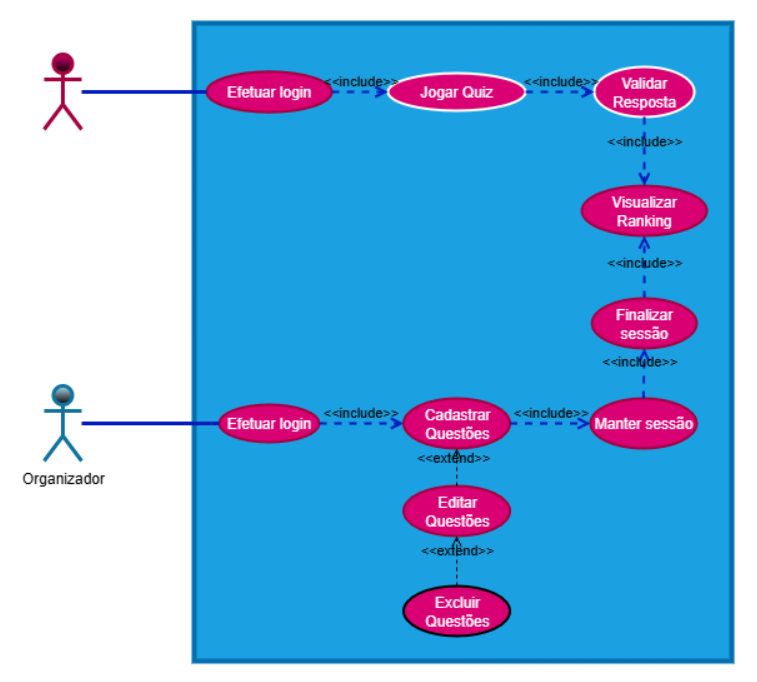 Efetuar login
<<include>>
Jogar Quiz
<<include>>
Validar
Resposta
<<include>>
Visualizar
Ranking
<<include>>
Finalizar
sessão
<<include>>
Organizador
Efetuar login
<<include>>
Cadastrar
Questões
<<include>>
Manter sessão
<<extend>>
Editar
Questões
<<extend>>
Excluir
Questões